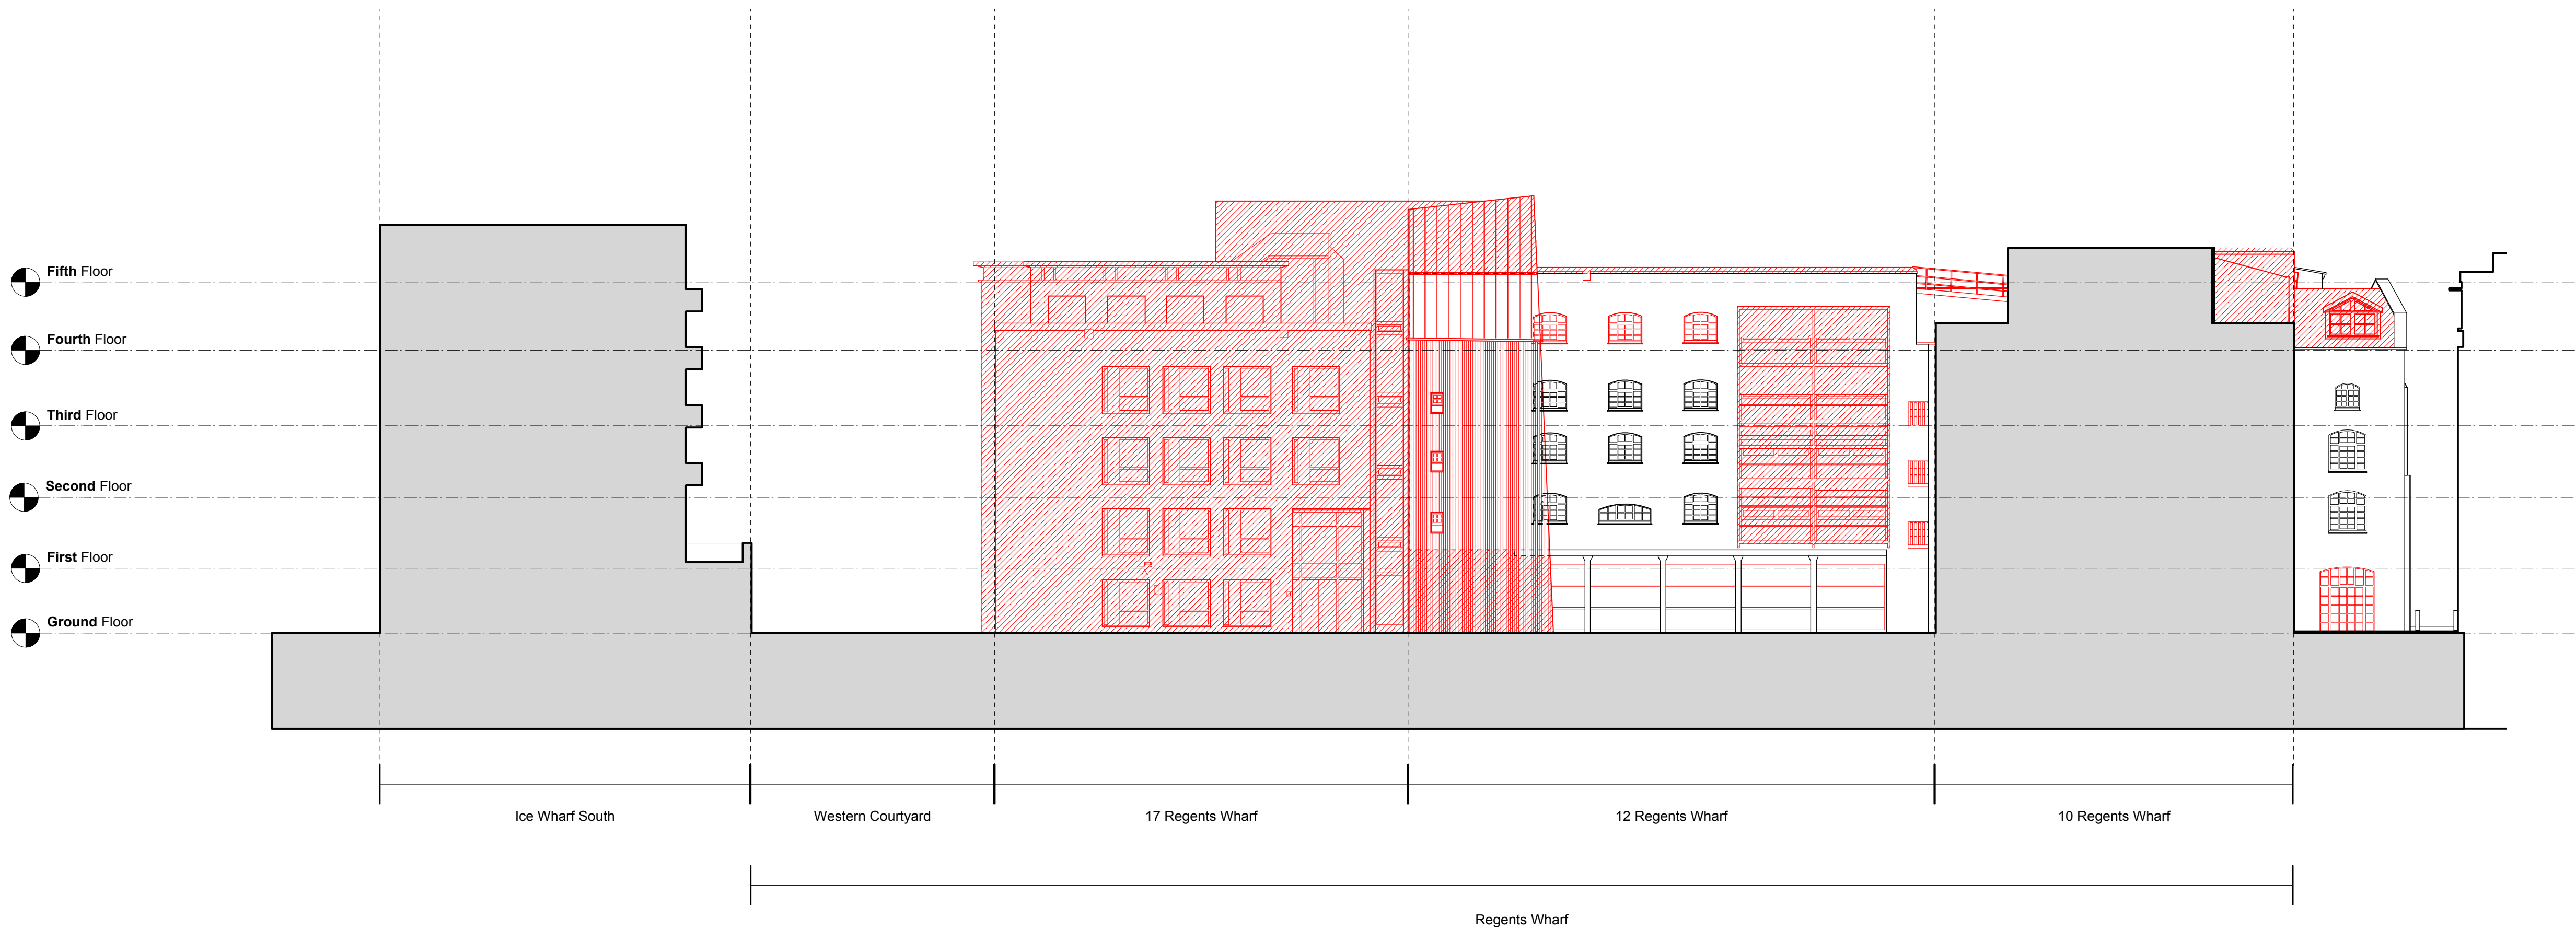 Fifth Floor
Fourth Floor
Third Floor
Second Floor
First Floor
Ground Floor
Ice Wharf South
Western Courtyard
17 Regents Wharf
12 Regents Wharf
10 Regents Wharf
Regents Wharf